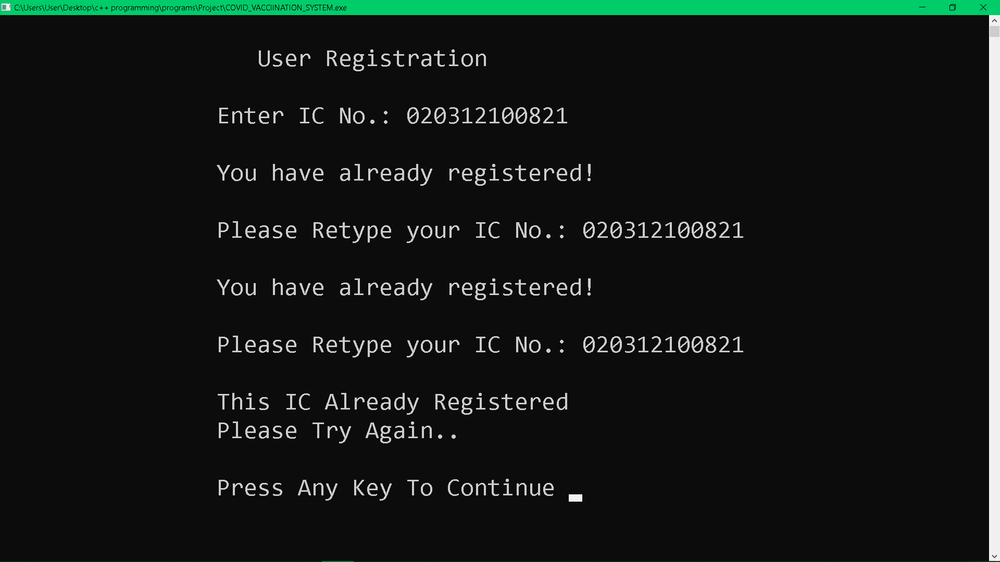 C:\Users\User\Desktop\c++ programming\programs\Project\COVID_VACCIINATION_SYSTEM.exe
User Registration
Enter IC No.: 020312100821
You have already registered!
Please Retype your IC No.: 020312100821
You have already registered!
Please Retype your IC No.: 020312100821
This IC Already Registered
Please Try Again..
Press Any Key To Continue